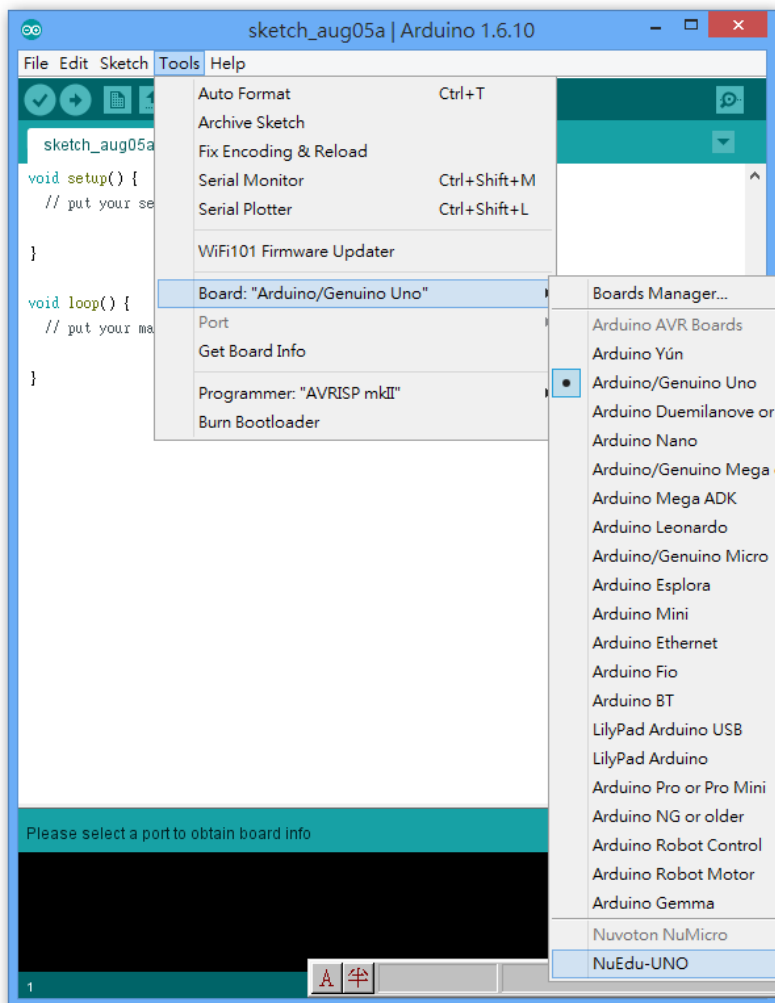 sketch_aug05a | Arduino 1.6.10
File Edit Sketch Tools Help
Auto Format Ctrl+T
Archive Sketch
Fix Encoding & Reload
Serial Monitor Ctrl+Shift+M
Serial Plotter Ctrl+Shift+L
WiFi101 Firmware Updater
Board: "Arduino/Genuino Uno"
Port
Get Board Info
Programmer: "AVRISP mkII"
Burn Bootloader
sketch_aug05a
void setup() {
// put your se
}
void loop() {
// put your ma
}
Boards Manager...
Arduino AVR Boards
Arduino Yún
Arduino/Genuino Uno
Arduino Duemilanove or
Arduino Nano
Arduino/Genuino Mega
Arduino Mega ADK
Arduino Leonardo
Arduino/Genuino Micro
Arduino Esplora
Arduino Mini
Arduino Ethernet
Arduino Fio
Arduino BT
LilyPad Arduino USB
LilyPad Arduino
Arduino Pro or Pro Mini
Arduino NG or older
Arduino Robot Control
Arduino Robot Motor
Arduino Gemma
Nuvoton NuMicro
NuEdu-UNO
Please select a port to obtain board info
1
A 半